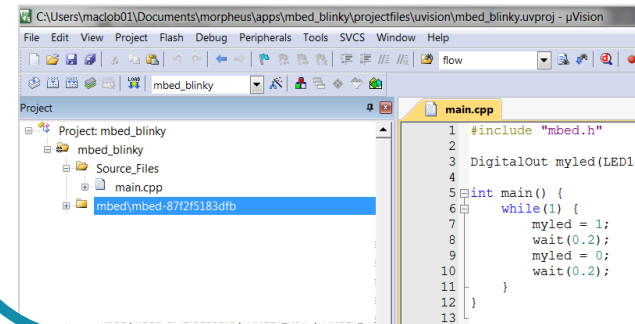 C:\Users\maclob01\Documents\morpheus\apps\mbed_blinky\projectfiles\uvision\mbed_blinky.uvproj - µVision
File Edit View Project Flash Debug Peripherals Tools SVCS Window Help
flow
LOAD
mbed_blinky
Project
Project: mbed_blinky
mbed_blinky
Source_Files
main.cpp
mbed\mbed-87f2f5183dfb
main.cpp
1 #include "mbed.h"
2
3 DigitalOut myled(LED1
4
5 int main() {
6 while(1) {
7 myled = 1;
8 wait(0.2);
9 myled = 0;
10 wait(0.2);
11 }
12 }
13